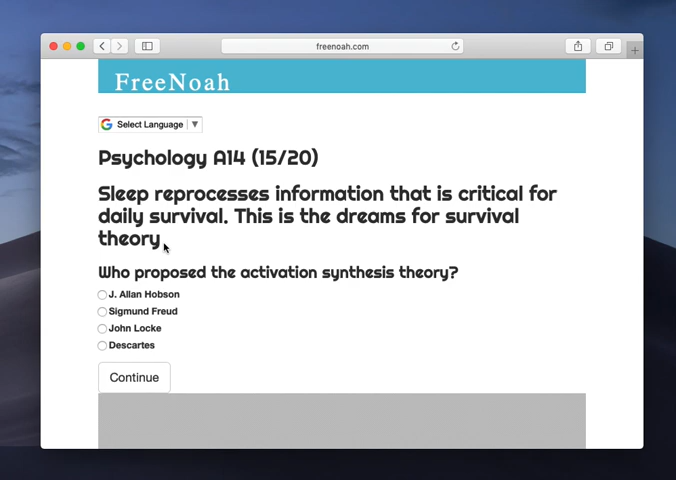 freenoah.com
FreeNoah
Select Language ▼
Psychology A14 (15/20)
Sleep reprocesses information that is critical for
daily survival. This is the dreams for survival
theory
Who proposed the activation synthesis theory?
J. Allan Hobson
Sigmund Freud
John Locke
Descartes
Continue